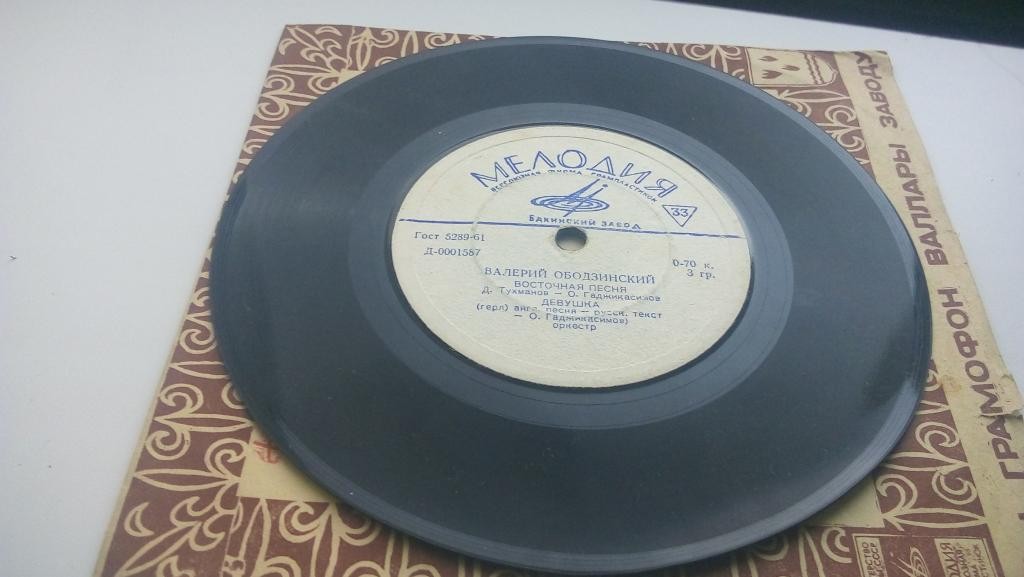 МЕЛОДИЯ
ВСЕСОЮЗНАЯ ФИРМА ГРАМПЛАСТИНОК
33
БАКИНСКИЙ ЗАВОД
Гост 5289-61
Д-0001587
0-70 к.
3 гр.
ВАЛЕРИЙ ОБОДЗИНСКИЙ
ВОСТОЧНАЯ ПЕСНЯ
Д. Тухманов — О. Гаджикасимов
ДЕВУШКА
(герл) англ. песня — русск. текст
— О. Гаджикасимов)
оркестр
ГРАМОФОН ВАЛЛАРЫ ЗАВОДУ